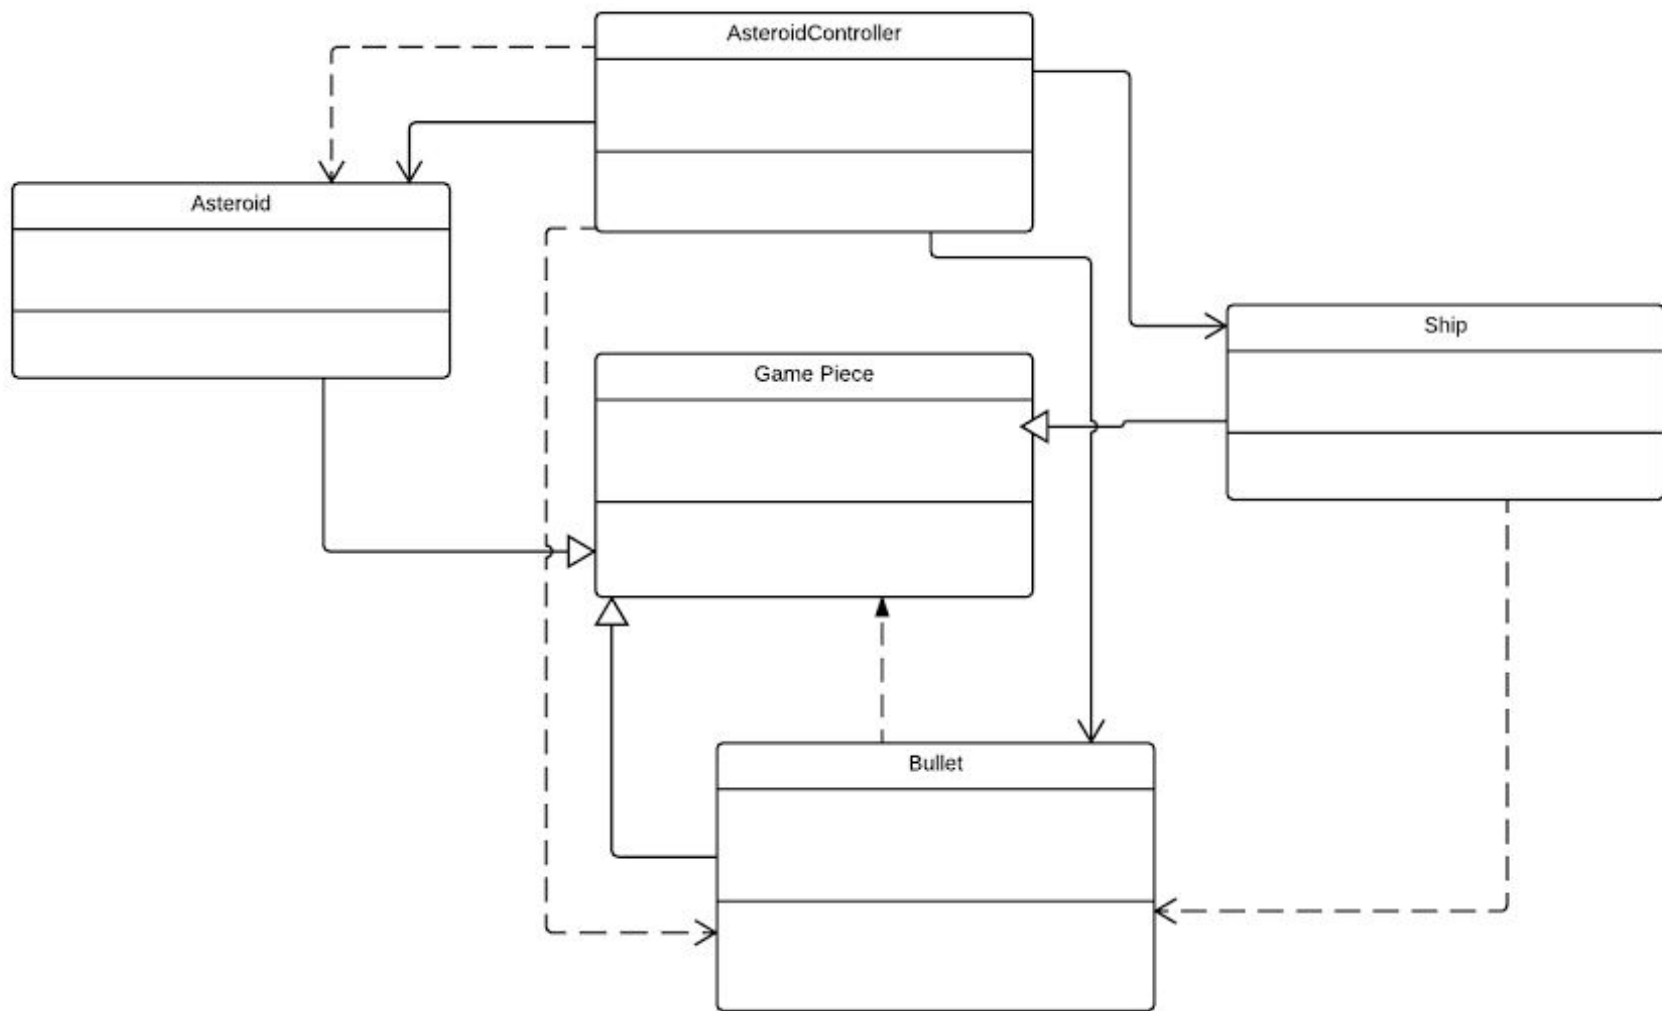 AsteroidController
Asteroid
Ship
Game Piece
Bullet